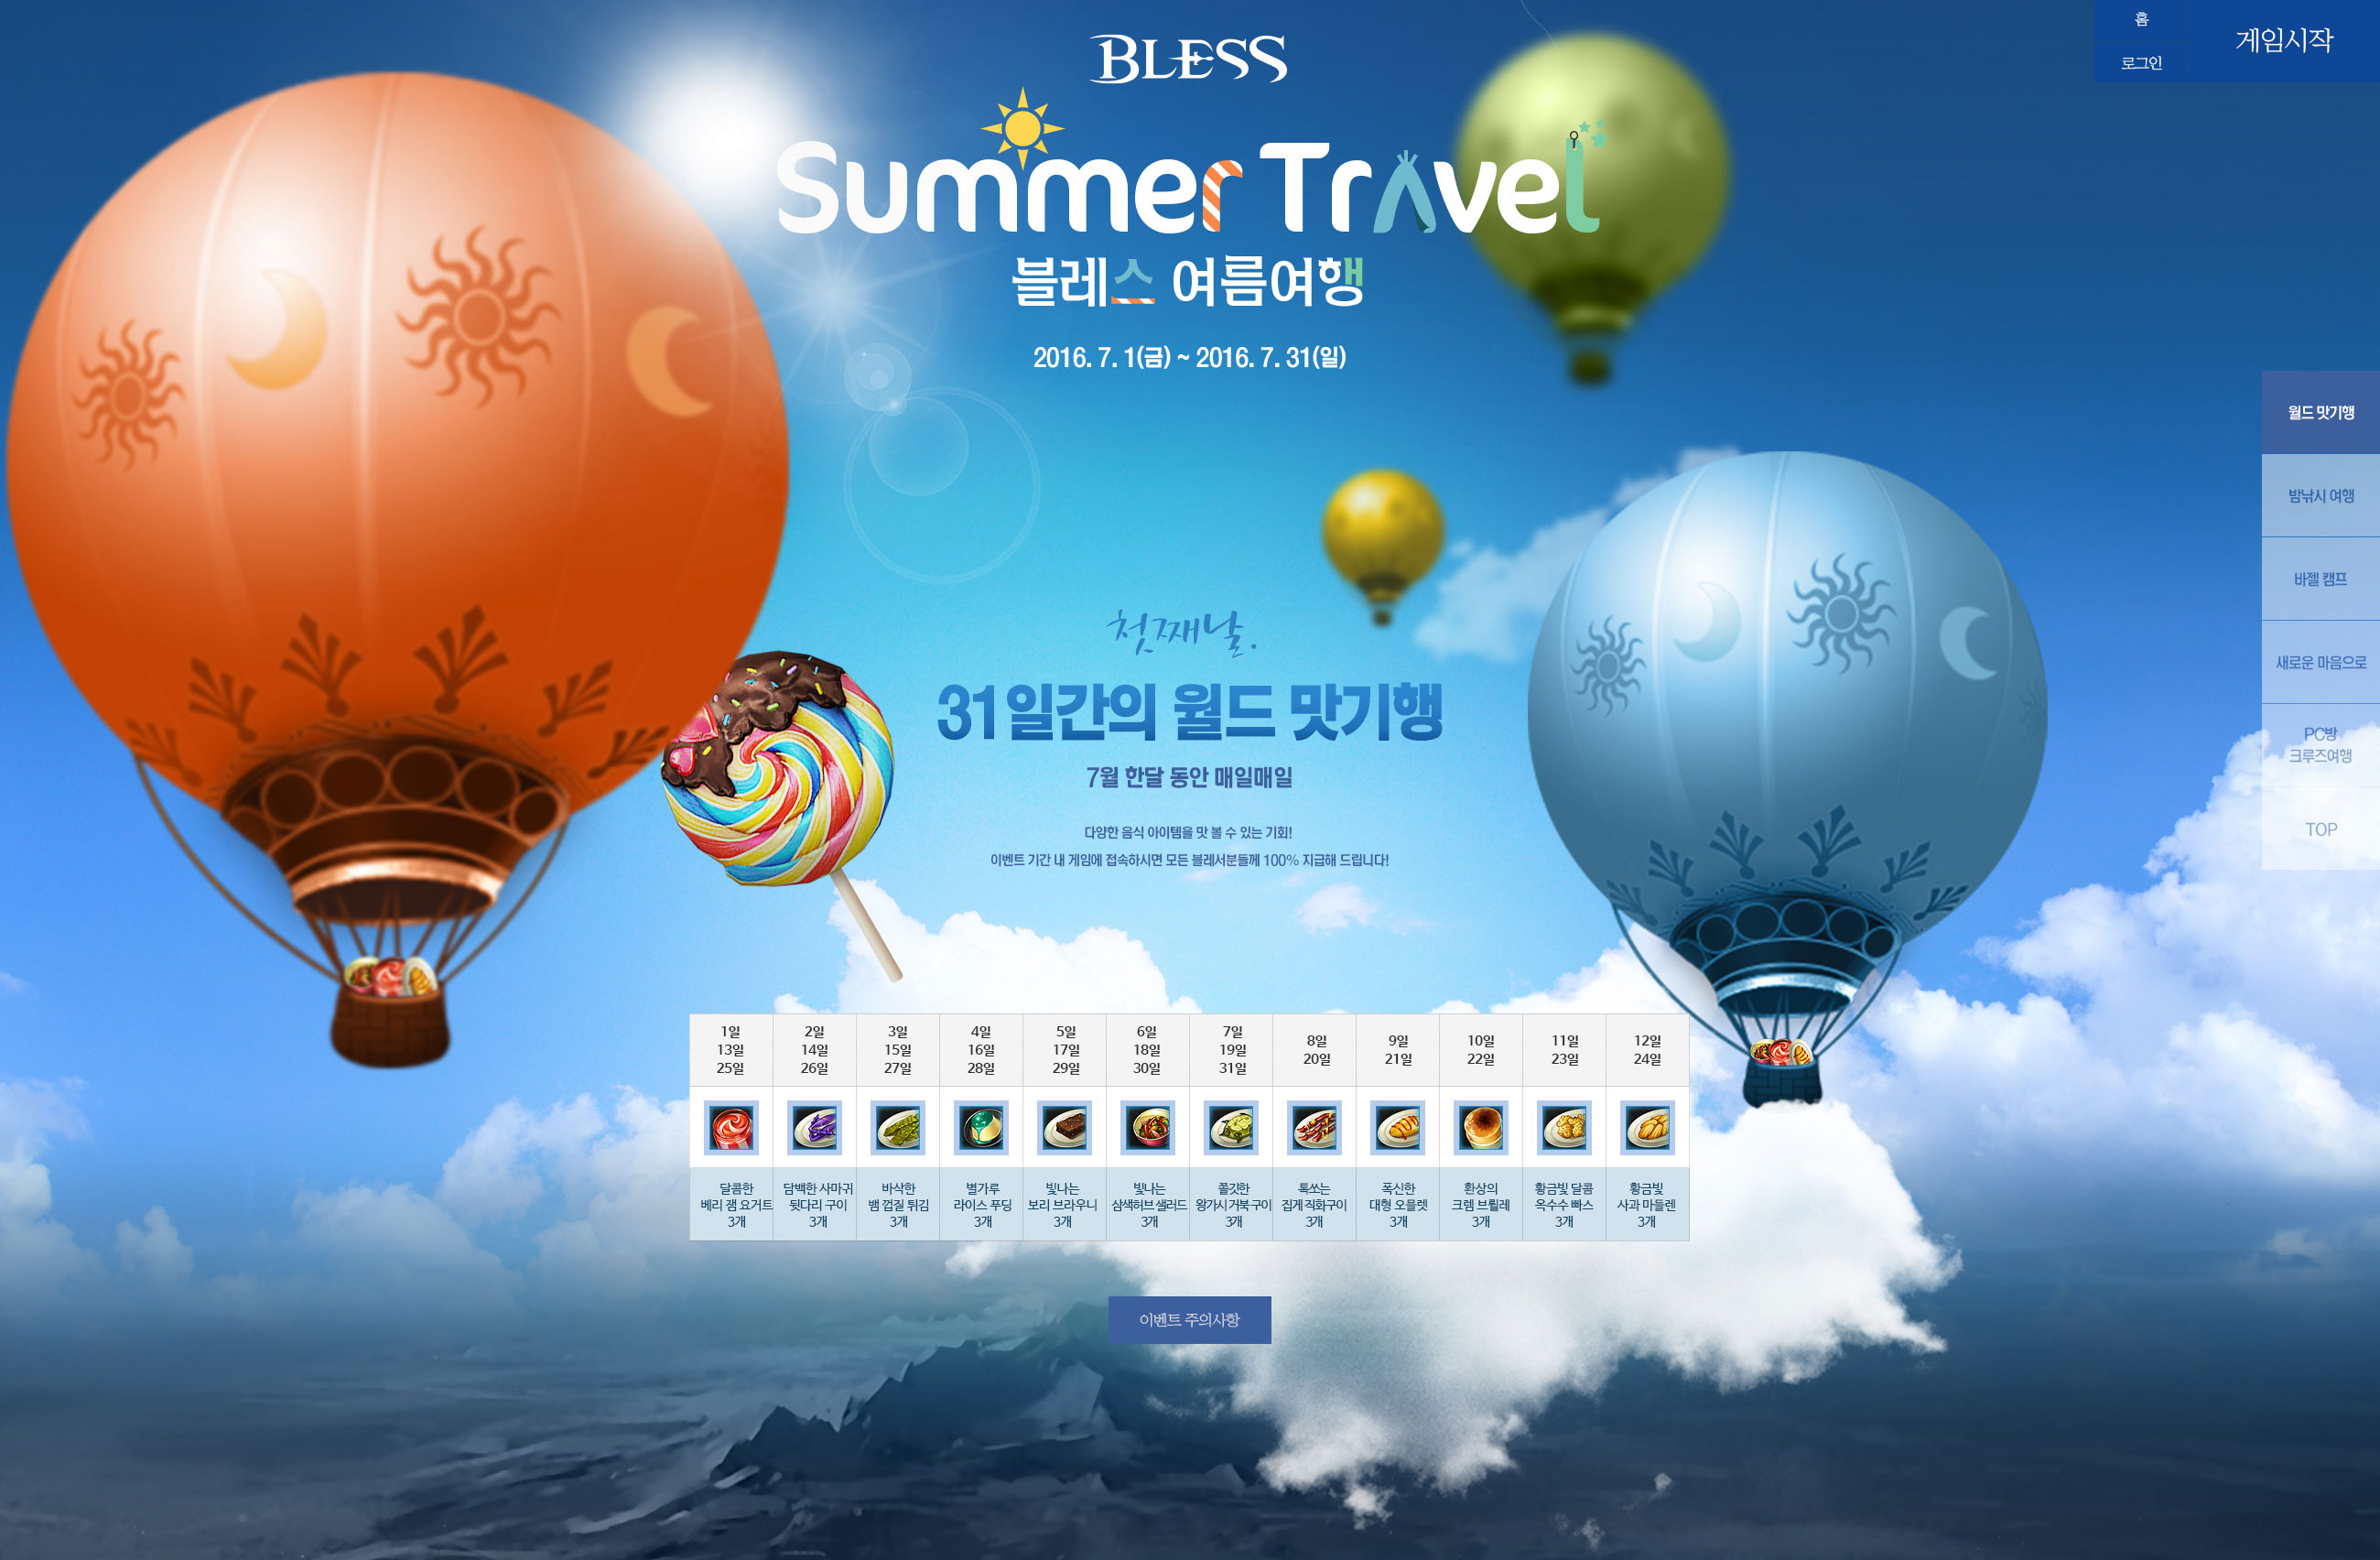 홈
로그인
게임시작
BLESS
Summer Travel
블레스 여름여행
2016. 7. 1(금) ~ 2016. 7. 31(일)
월드 맛기행
밤낚시 여행
바젤 캠프
새로운 마음으로
PC방
크루즈여행
TOP
첫째날.
31일간의 월드 맛기행
7월 한달 동안 매일매일
다양한 음식 아이템을 맛 볼 수 있는 기회!
이벤트 기간 내 게임에 접속하시면 모든 블레서분들께 100% 지급해 드립니다!
1일
13일
25일
2일
14일
26일
3일
15일
27일
4일
16일
28일
5일
17일
29일
6일
18일
30일
7일
19일
31일
8일
20일
9일
21일
10일
22일
11일
23일
12일
24일
달콤한
베리 잼 요거트
3개
담백한 사마귀
뒷다리 구이
3개
바삭한
뱀 껍질 튀김
3개
별가루
라이스 푸딩
3개
빛나는
보리 브라우니
3개
빛나는
삼색허브 샐러드
3개
쫄깃한
왕가시 거북 구이
3개
톡쏘는
집게 직화구이
3개
폭신한
대형 오믈렛
3개
환상의
크렘 브륄레
3개
황금빛 달콤
옥수수 빠스
3개
황금빛
사과 마들렌
3개
이벤트 주의사항